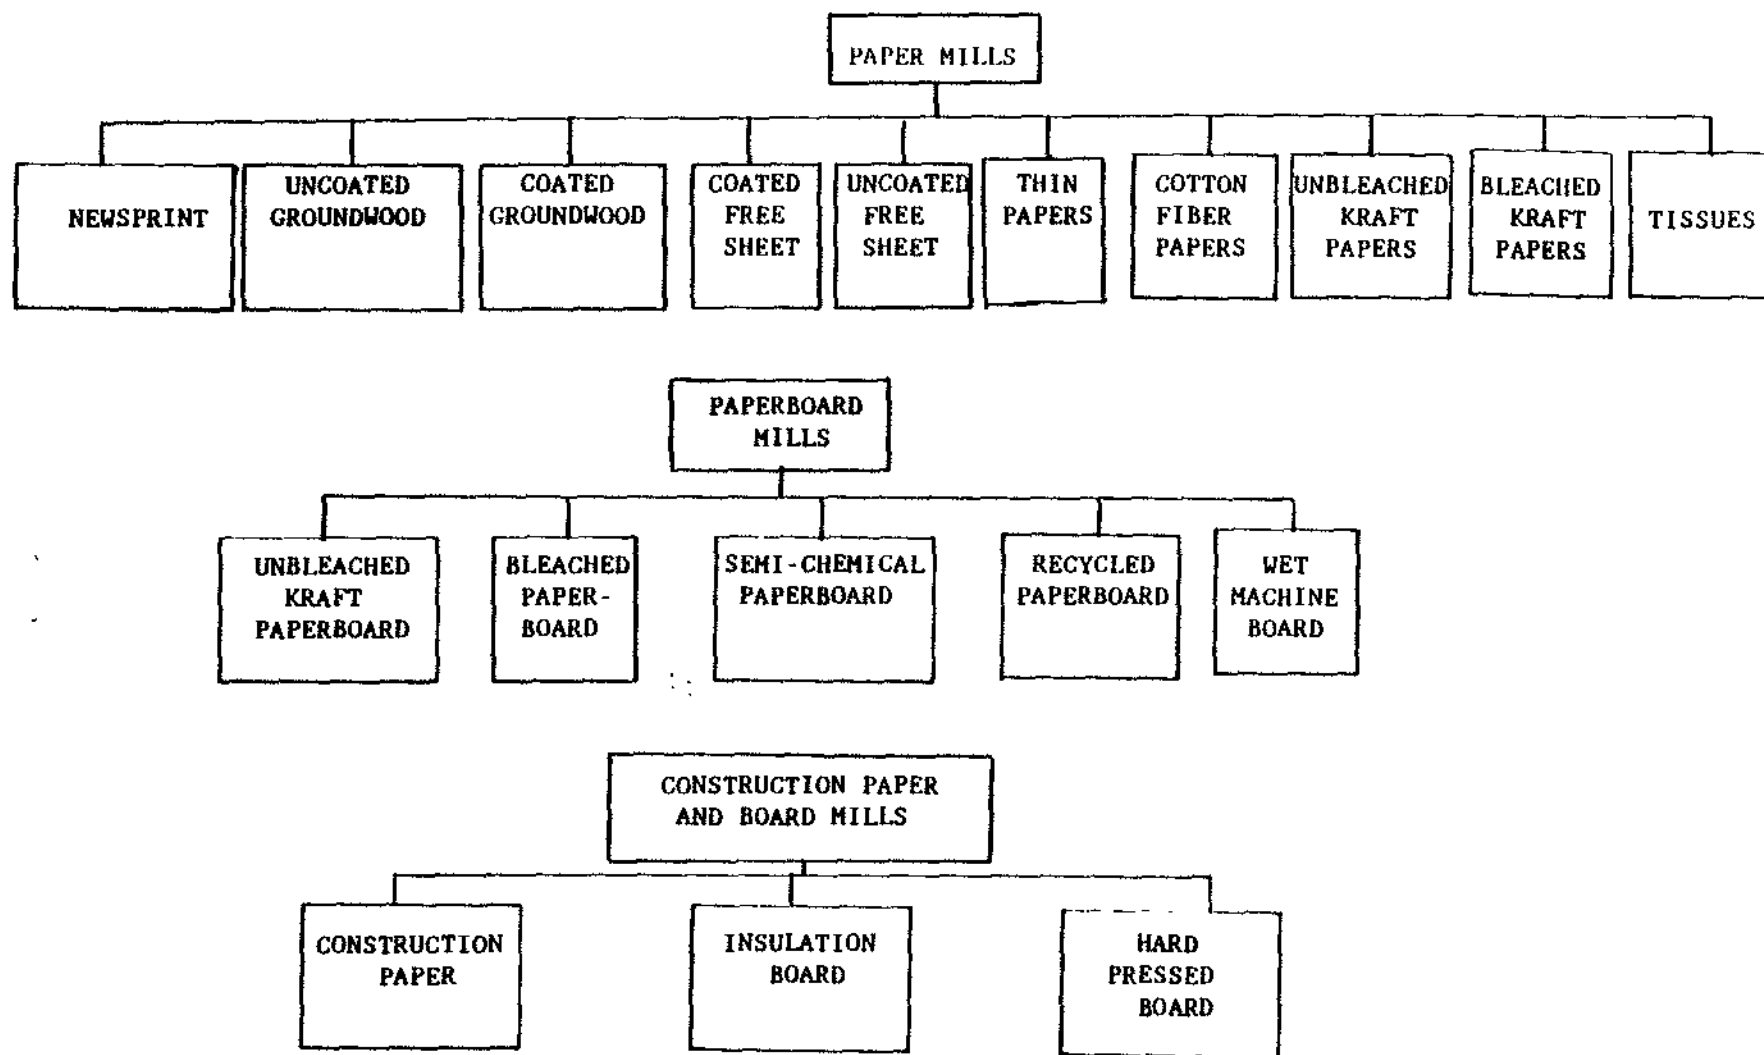 PAPER MILLS
NEWSPRINT
UNCOATED
GROUNDWOOD
COATED
GROUNDWOOD
COATED
FREE
SHEET
UNCOATED
FREE
SHEET
THIN
PAPERS
COTTON
FIBER
PAPERS
UNBLEACHED
KRAFT
PAPERS
BLEACHED
KRAFT
PAPERS
TISSUES
PAPERBOARD
MILLS
UNBLEACHED
KRAFT
PAPERBOARD
BLEACHED
PAPER-
BOARD
SEMI-CHEMICAL
PAPERBOARD
RECYCLED
PAPERBOARD
WET
MACHINE
BOARD
CONSTRUCTION PAPER
AND BOARD MILLS
CONSTRUCTION
PAPER
INSULATION
BOARD
HARD
PRESSED
BOARD